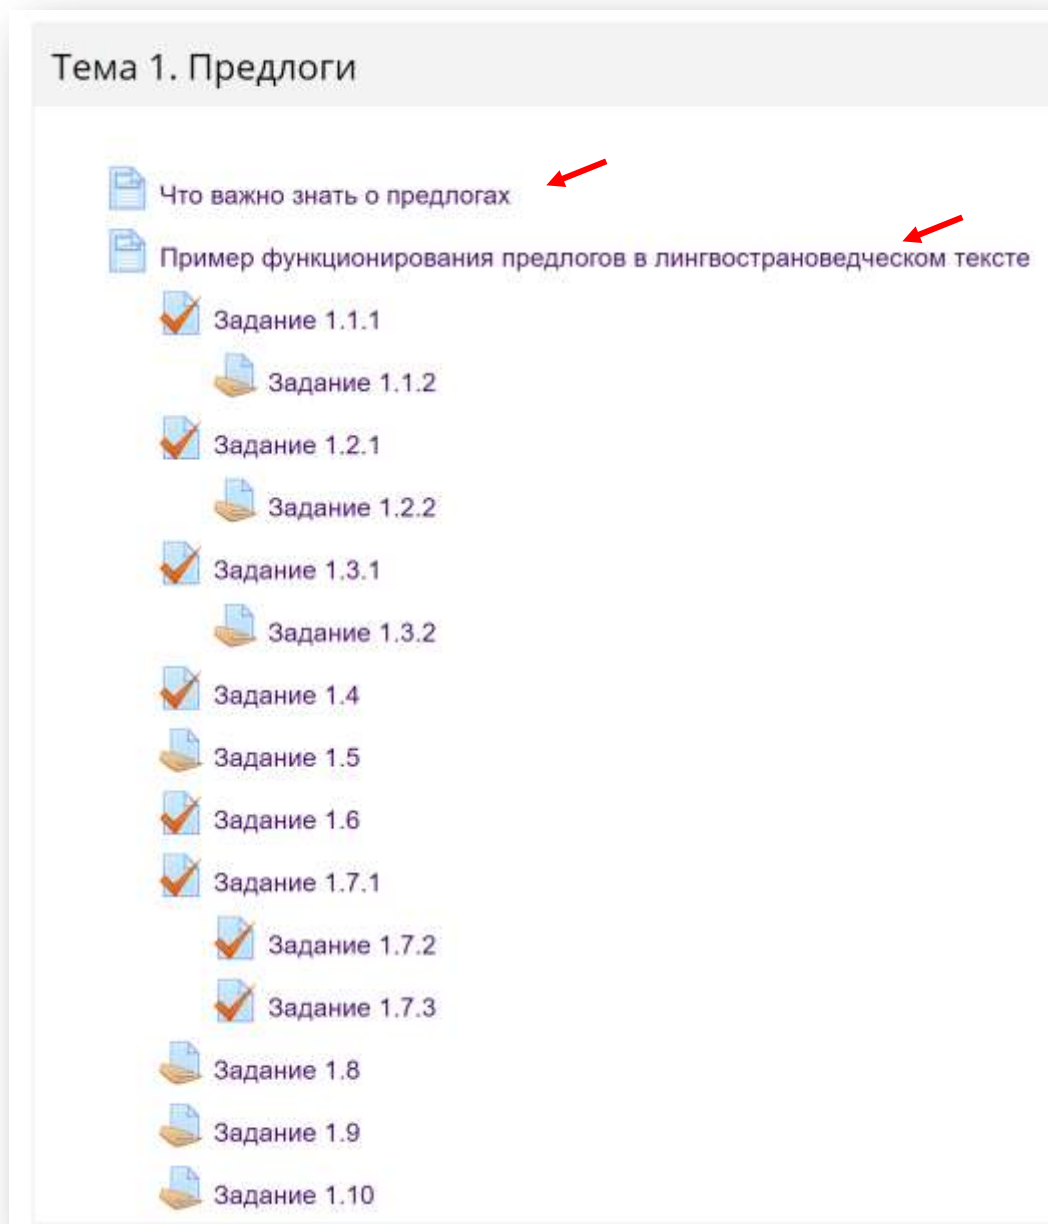 Тема 1. Предлоги
Что важно знать о предлогах
Пример функционирования предлогов в лингвострановедческом тексте
Задание 1.1.1
Задание 1.1.2
Задание 1.2.1
Задание 1.2.2
Задание 1.3.1
Задание 1.3.2
Задание 1.4
Задание 1.5
Задание 1.6
Задание 1.7.1
Задание 1.7.2
Задание 1.7.3
Задание 1.8
Задание 1.9
Задание 1.10